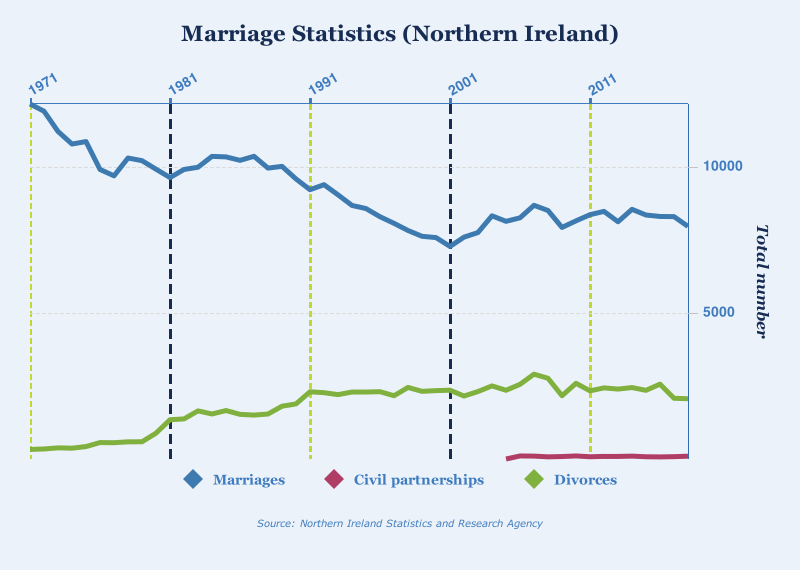 Marriage Statistics (Northern Ireland)
1971
1981
1991
2001
2011
10000
5000
Total number
Marriages
Civil partnerships
Divorces
Source: Northern Ireland Statistics and Research Agency